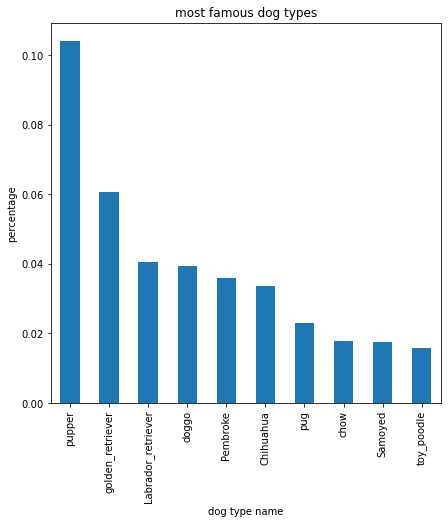 most famous dog types
percentage
0.10
0.08
0.06
0.04
0.02
0.00
pupper
golden_retriever
Labrador_retriever
doggo
Pembroke
Chihuahua
pug
chow
Samoyed
toy_poodle
dog type name